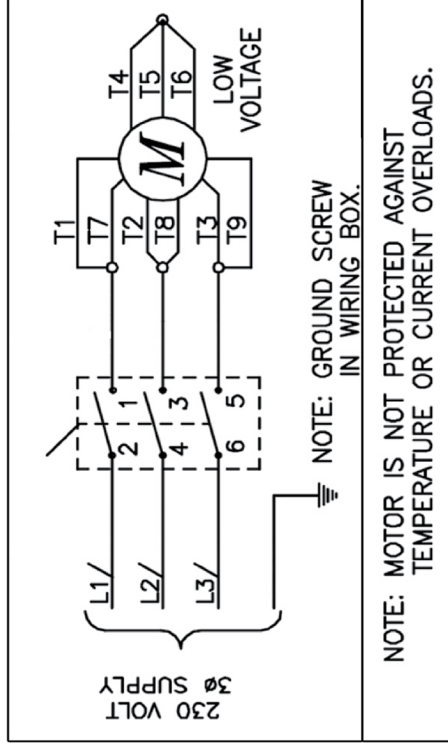 230 VOLT
3ø SUPPLY
L1
L2
L3
2
1
4
3
6
5
T1
T7
T2
T8
T3
T9
M
T4
T5
T6
LOW
VOLTAGE
NOTE: GROUND SCREW
IN WIRING BOX.
NOTE: MOTOR IS NOT PROTECTED AGAINST
TEMPERATURE OR CURRENT OVERLOADS.